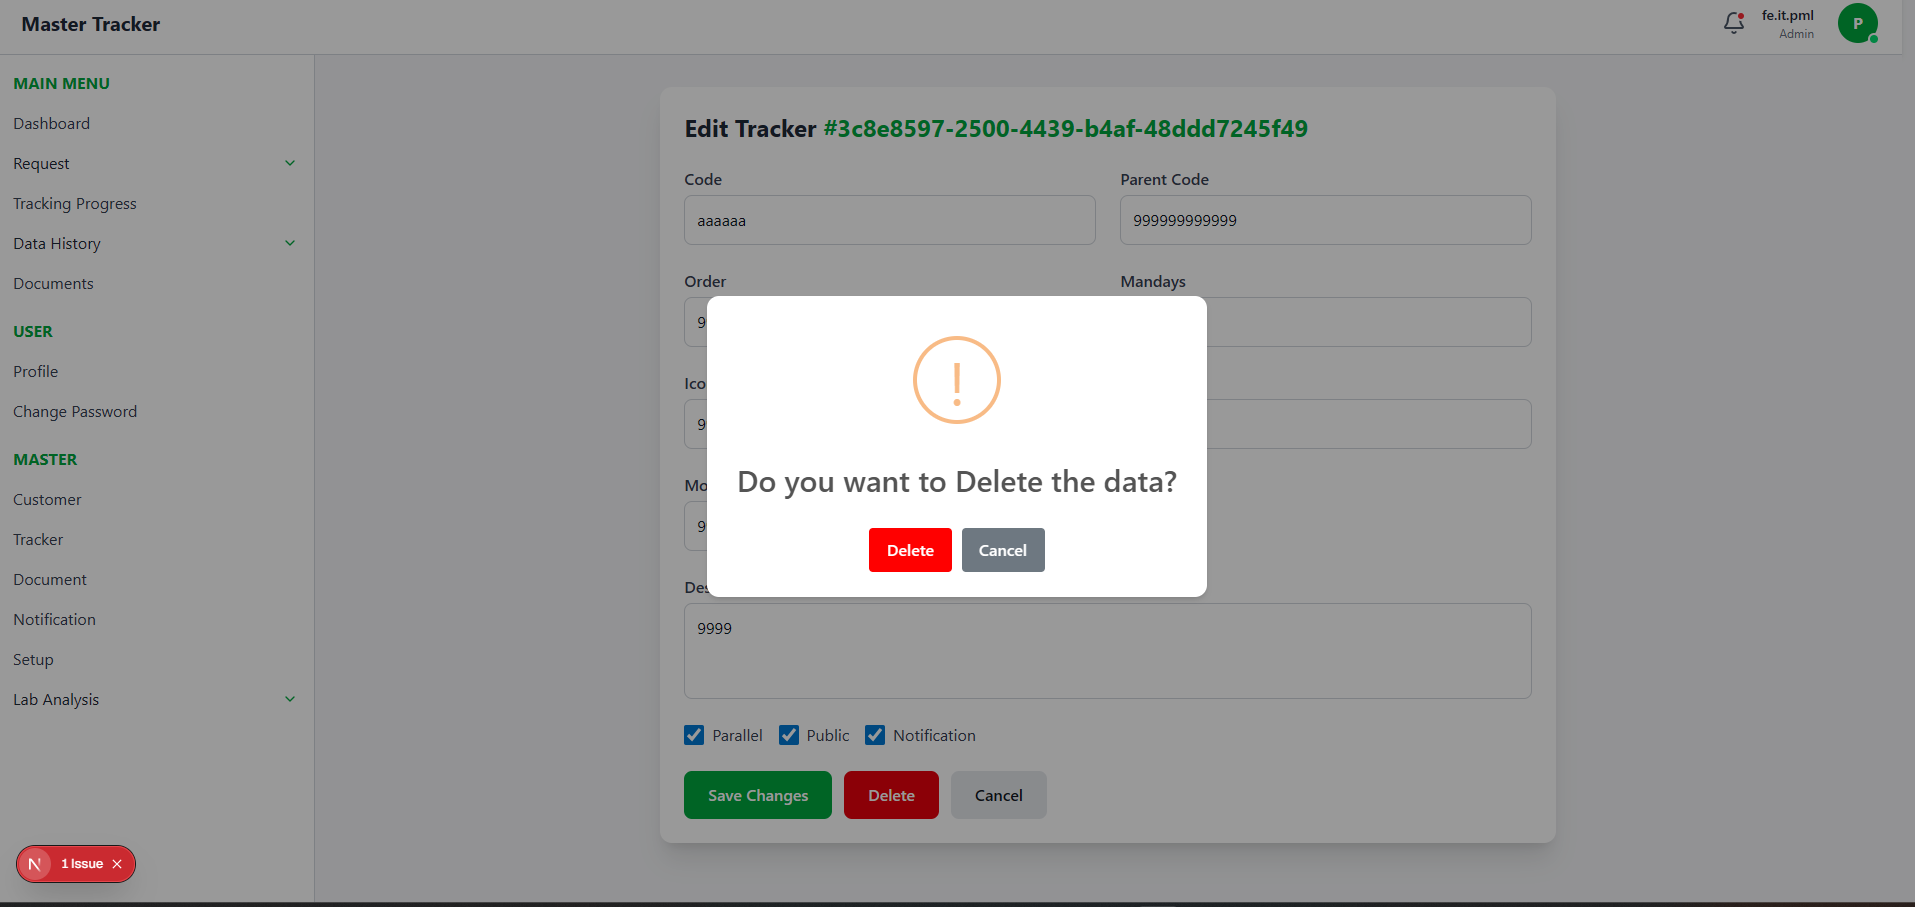 Master Tracker
fe.it.pml
Admin
P
MAIN MENU
Dashboard
Request
Tracking Progress
Data History
Documents
USER
Profile
Change Password
MASTER
Customer
Tracker
Document
Notification
Setup
Lab Analysis
N 1 Issue
Edit Tracker #3c8e8597-2500-4439-b4af-48ddd7245f49
Code
Parent Code
aaaaaa
999999999999
Order
Mandays
9
Ico
9
Mo
9
Des
9999
Parallel Public Notification
Save Changes Delete Cancel
!
Do you want to Delete the data?
Delete Cancel